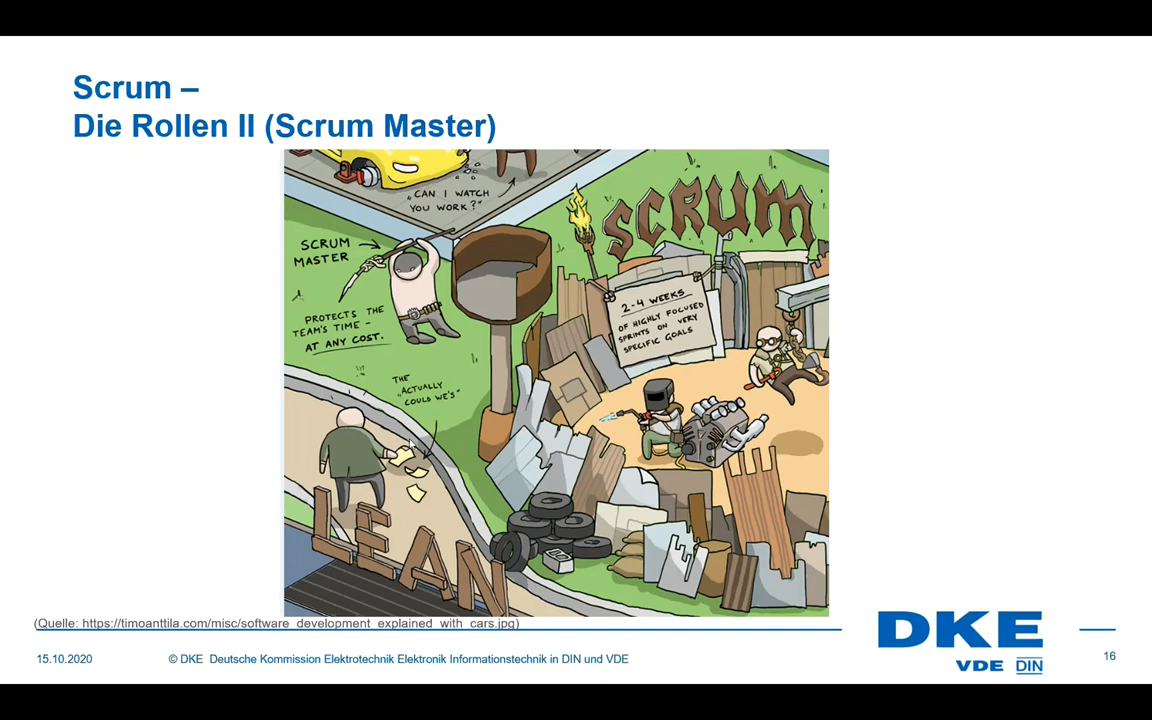 Scrum –
Die Rollen II (Scrum Master)
„CAN I WATCH
YOU WORK?"
SCRUM
MASTER
PROTECTS THE
TEAM'S TIME –
AT ANY COST.
SCRUM
2-4 WEEKS
OF HIGHLY FOCUSED
SPRINTS ON VERY
SPECIFIC GOALS
THE
„ACTUALLY
COULD WE'S"
LEAN
(Quelle: https://timoanttila.com/misc/software_development_explained_with_cars.jpg)
15.10.2020
© DKE Deutsche Kommission Elektrotechnik Elektronik Informationstechnik in DIN und VDE
DKE
VDE DIN
16